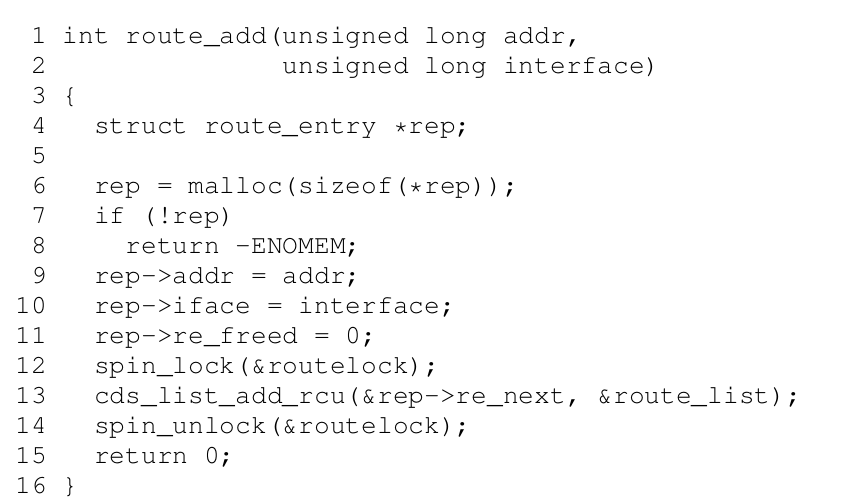 1 int route_add(unsigned long addr,
2               unsigned long interface)
3 {
4   struct route_entry *rep;
5
6   rep = malloc(sizeof(*rep));
7   if (!rep)
8     return -ENOMEM;
9   rep->addr = addr;
10   rep->iface = interface;
11   rep->re_freed = 0;
12   spin_lock(&routelock);
13   cds_list_add_rcu(&rep->re_next, &route_list);
14   spin_unlock(&routelock);
15   return 0;
16 }